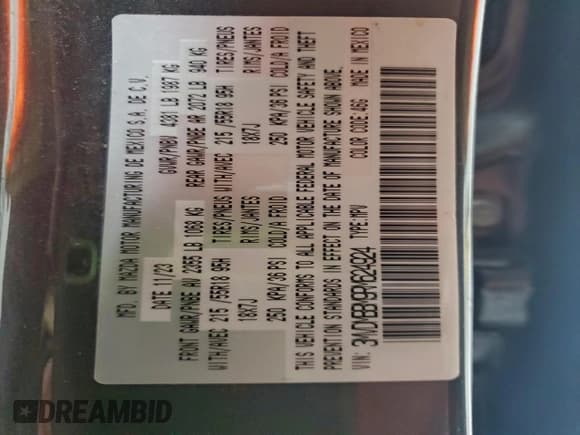 MFG. BY MAZDA MOTOR MANUFACTURING DE MEXICO S.A. DE C.V.
DATE 11/23 GVWR/PNBV 4381 LB 1987 KG
FRONT GAWR/PNBE AV 2355 LB 1068 KG REAR GAWR/PNBE AR 2072 LB 940 KG
WITH/AVEC 215/55R18 95H TIRES/PNEUS WITH/AVEC 215/55R18 95H TIRES/PNEUS
18X7J RIMS/JANTES 18X7J RIMS/JANTES
250 KPA/36 PSI COLD/A FROID 250 KPA/36 PSI COLD/A FROID
THIS VEHICLE CONFORMS TO ALL APPLICABLE FEDERAL MOTOR VEHICLE SAFETY AND THEFT
PREVENTION STANDARDS IN EFFECT ON THE DATE OF MANUFACTURE SHOWN ABOVE.
VIN: TYPE:MPV COLOR CODE:46G MADE IN MEXICO
DREAMBID